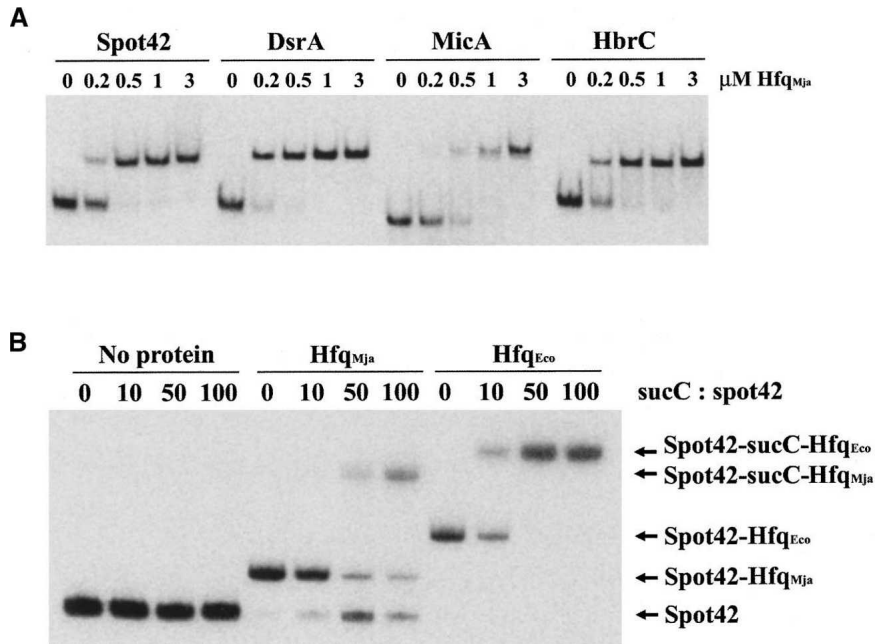 A
Spot42 DsrA MicA HbrC
0 0.2 0.5 1 3 0 0.2 0.5 1 3 0 0.2 0.5 1 3 0 0.2 0.5 1 3 μM HfqMja
B
No protein HfqMja HfqEco
0 10 50 100 0 10 50 100 0 10 50 100 sucC : spot42
Spot42-sucC-HfqEco
Spot42-sucC-HfqMja
Spot42-HfqEco
Spot42-HfqMja
Spot42